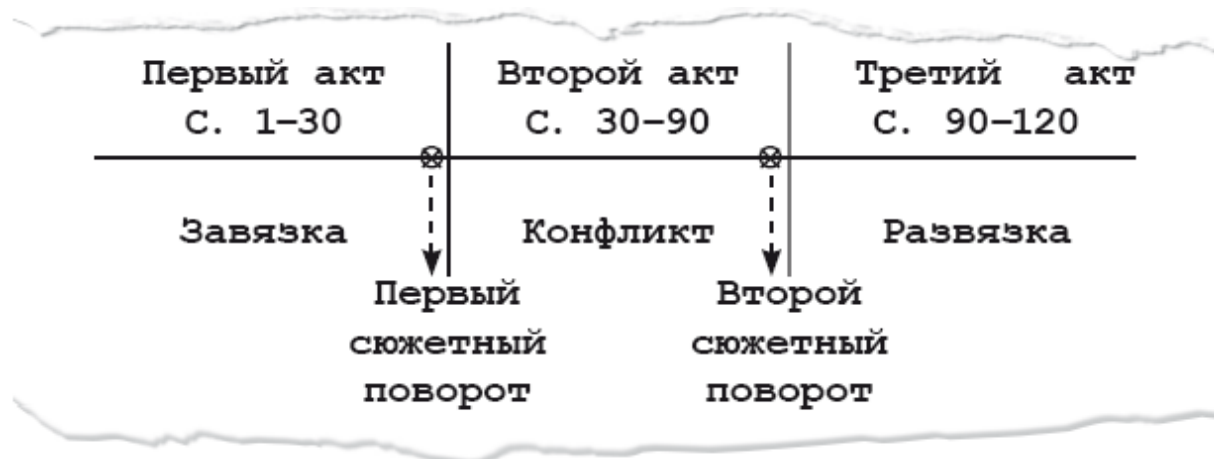 Первый акт
С. 1–30
Второй акт
С. 30–90
Третий акт
С. 90–120
Завязка
Конфликт
Развязка
Первый
сюжетный
поворот
Второй
сюжетный
поворот